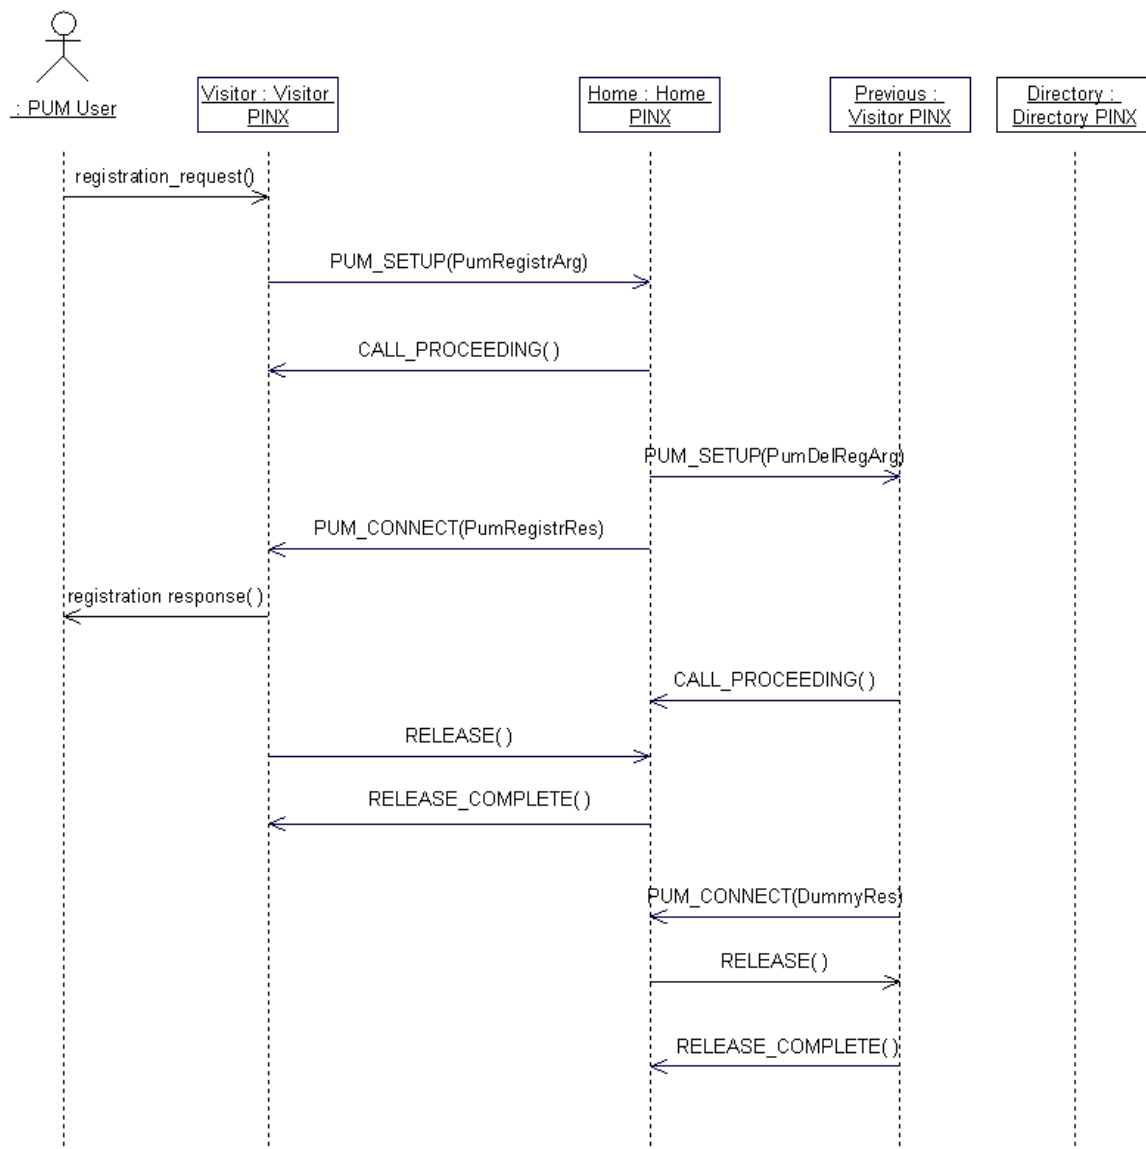 : PUM User
Visitor : Visitor
PINX
Home : Home
PINX
Previous :
Visitor PINX
Directory :
Directory PINX
registration_request()
PUM_SETUP(PumRegistrArg)
CALL_PROCEEDING( )
PUM_SETUP(PumDelRegArg)
PUM_CONNECT(PumRegistrRes)
registration response( )
CALL_PROCEEDING( )
RELEASE( )
RELEASE_COMPLETE( )
PUM_CONNECT(DummyRes)
RELEASE( )
RELEASE_COMPLETE( )